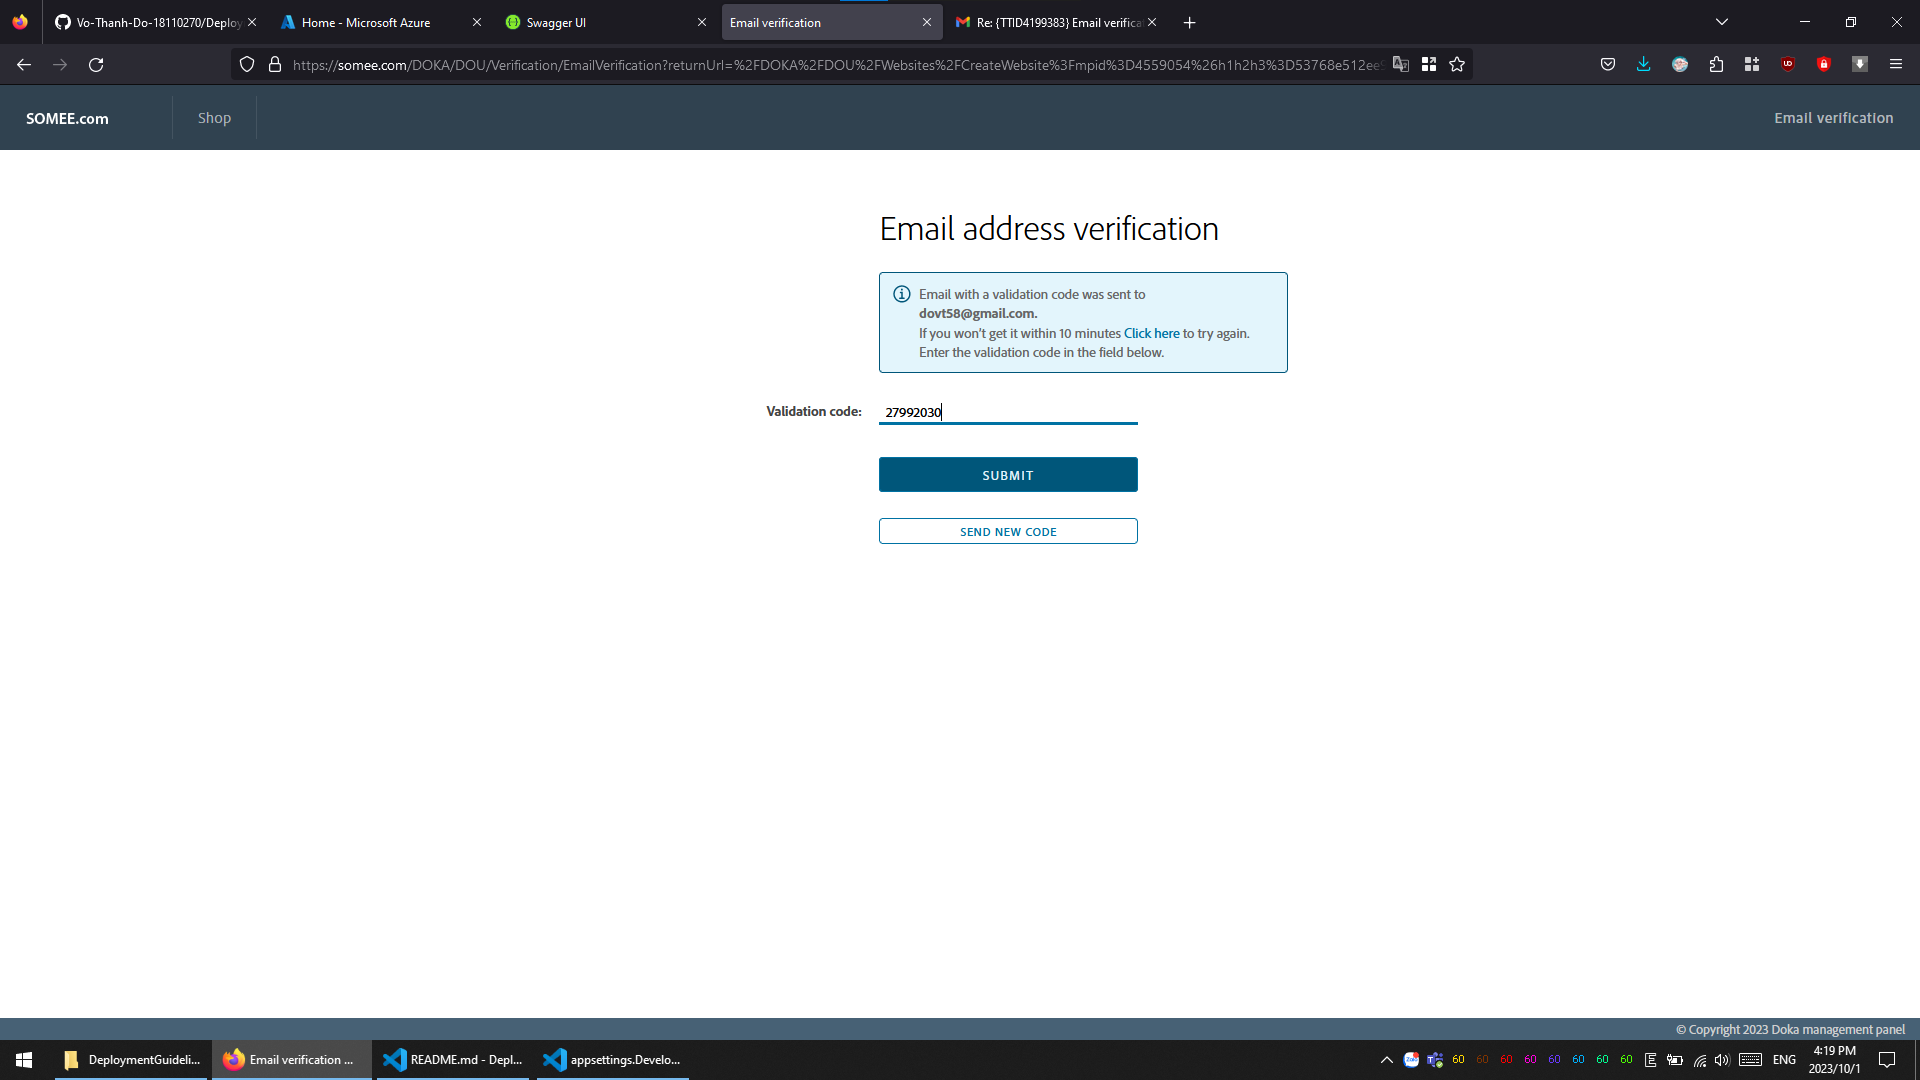 Vo-Thanh-Do-18110270/Deploy
Home - Microsoft Azure
Swagger UI
Email verification
Re: {TTID4199383} Email verifica
https://somee.com/DOKA/DOU/Verification/EmailVerification?returnUrl=%2FDOKA%2FDOU%2FWebsites%2FCreateWebsite%3Fmpid%3D4559054%26h1h2h3%3D53768e512ee
SOMEE.com
Shop
Email verification
Email address verification
Email with a validation code was sent to
dovt58@gmail.com.
If you won't get it within 10 minutes Click here to try again.
Enter the validation code in the field below.
Validation code:
27992030
SUBMIT
SEND NEW CODE
© Copyright 2023 Doka management panel
DeploymentGuideli...
Email verification ...
README.md - Depl...
appsettings.Develo...
60 60 60 60 60 60 60 60
ENG
4:19 PM
2023/10/1